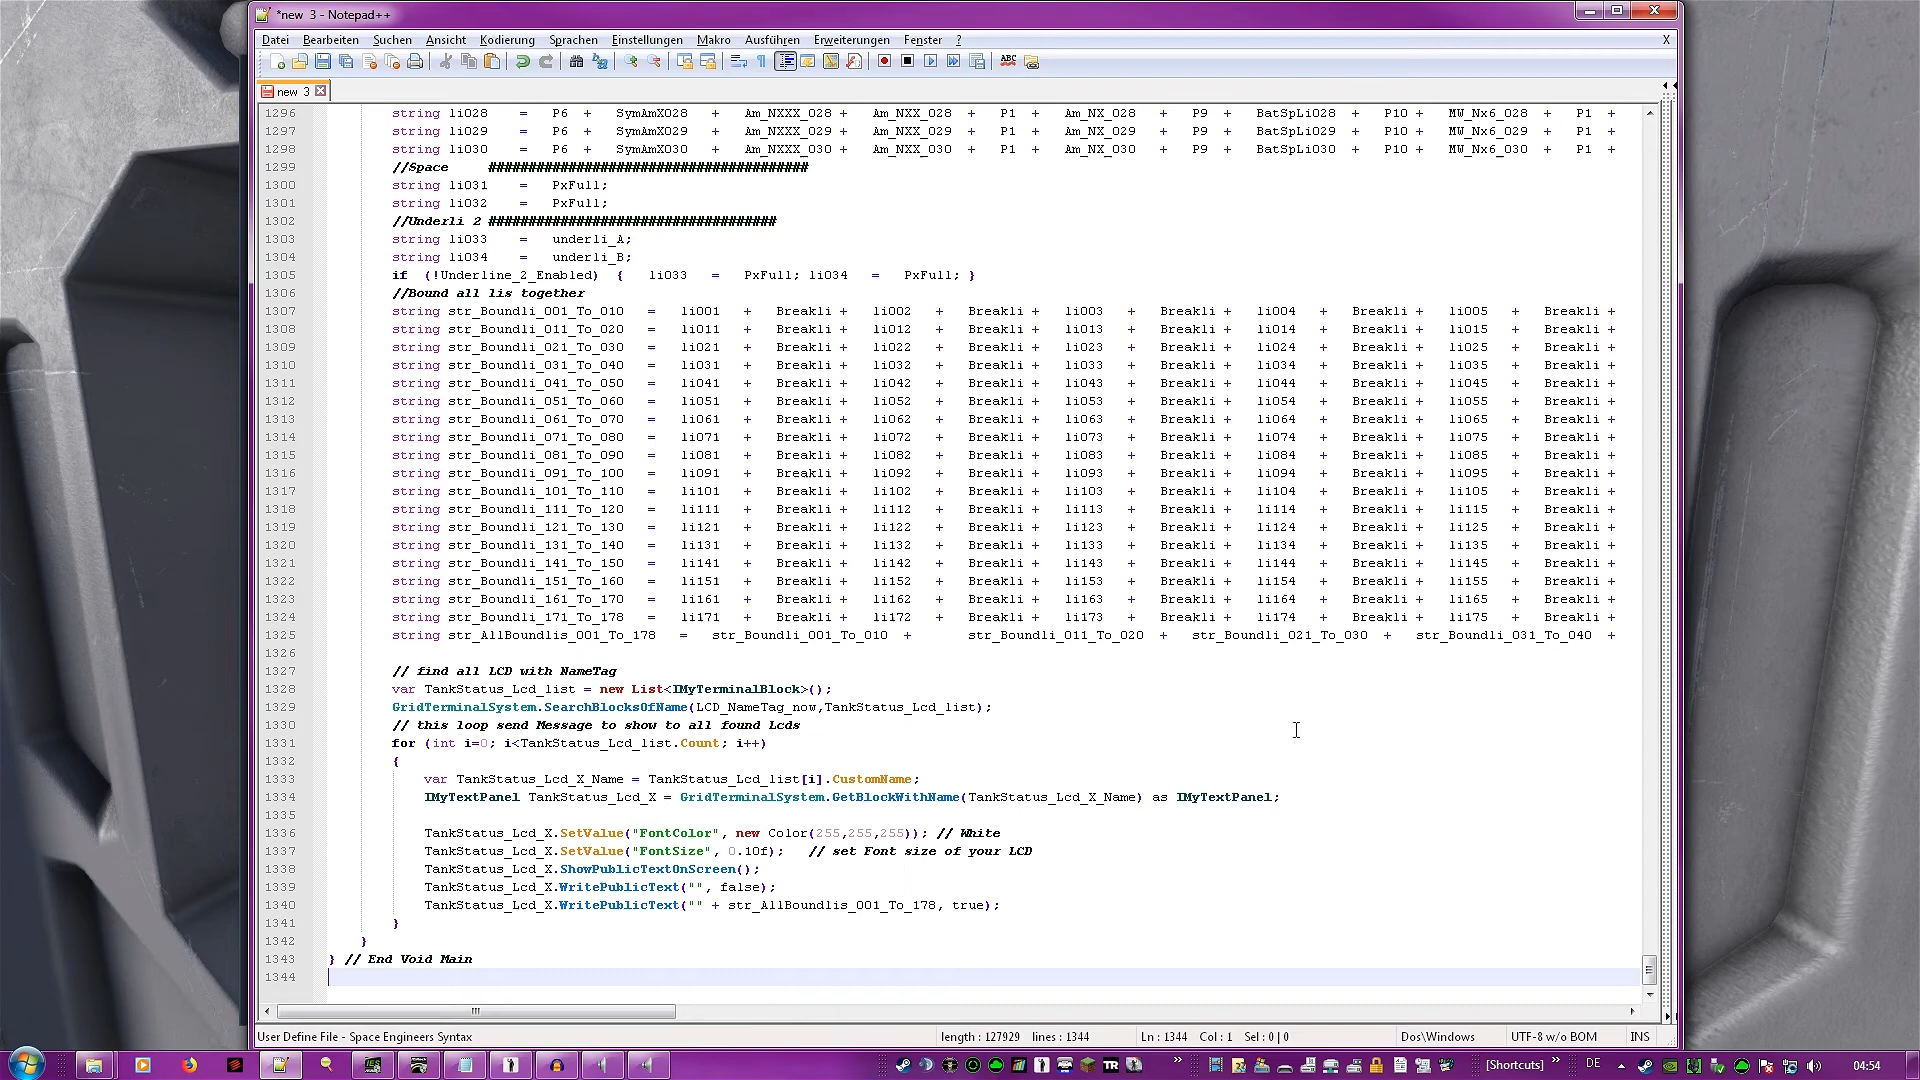 *new  3 - Notepad++
Datei Bearbeiten Suchen Ansicht Kodierung Sprachen Einstellungen Makro Ausführen Erweiterungen Fenster ? X
new 3
1296 string li028 = P6 + SymAmX028 + Am_NXXX_028 + Am_NXX_028 + P1 + Am_NX_028 + P9 + BatSpLi028 + P10 + MW_Nx6_028 + P1 +
1297 string li029 = P6 + SymAmX029 + Am_NXXX_029 + Am_NXX_029 + P1 + Am_NX_029 + P9 + BatSpLi029 + P10 + MW_Nx6_029 + P1 +
1298 string li030 = P6 + SymAmX030 + Am_NXXX_030 + Am_NXX_030 + P1 + Am_NX_030 + P9 + BatSpLi030 + P10 + MW_Nx6_030 + P1 +
1299 //Space ########################################
1300 string li031 = PxFull;
1301 string li032 = PxFull;
1302 //Underli 2 ####################################
1303 string li033 = underli_A;
1304 string li034 = underli_B;
1305 if (!Underline_2_Enabled) { li033 = PxFull; li034 = PxFull; }
1306 //Bound all lis together
1307 string str_Boundli_001_To_010 = li001 + Breakli + li002 + Breakli + li003 + Breakli + li004 + Breakli + li005 + Breakli +
1308 string str_Boundli_011_To_020 = li011 + Breakli + li012 + Breakli + li013 + Breakli + li014 + Breakli + li015 + Breakli +
1309 string str_Boundli_021_To_030 = li021 + Breakli + li022 + Breakli + li023 + Breakli + li024 + Breakli + li025 + Breakli +
1310 string str_Boundli_031_To_040 = li031 + Breakli + li032 + Breakli + li033 + Breakli + li034 + Breakli + li035 + Breakli +
1311 string str_Boundli_041_To_050 = li041 + Breakli + li042 + Breakli + li043 + Breakli + li044 + Breakli + li045 + Breakli +
1312 string str_Boundli_051_To_060 = li051 + Breakli + li052 + Breakli + li053 + Breakli + li054 + Breakli + li055 + Breakli +
1313 string str_Boundli_061_To_070 = li061 + Breakli + li062 + Breakli + li063 + Breakli + li064 + Breakli + li065 + Breakli +
1314 string str_Boundli_071_To_080 = li071 + Breakli + li072 + Breakli + li073 + Breakli + li074 + Breakli + li075 + Breakli +
1315 string str_Boundli_081_To_090 = li081 + Breakli + li082 + Breakli + li083 + Breakli + li084 + Breakli + li085 + Breakli +
1316 string str_Boundli_091_To_100 = li091 + Breakli + li092 + Breakli + li093 + Breakli + li094 + Breakli + li095 + Breakli +
1317 string str_Boundli_101_To_110 = li101 + Breakli + li102 + Breakli + li103 + Breakli + li104 + Breakli + li105 + Breakli +
1318 string str_Boundli_111_To_120 = li111 + Breakli + li112 + Breakli + li113 + Breakli + li114 + Breakli + li115 + Breakli +
1319 string str_Boundli_121_To_130 = li121 + Breakli + li122 + Breakli + li123 + Breakli + li124 + Breakli + li125 + Breakli +
1320 string str_Boundli_131_To_140 = li131 + Breakli + li132 + Breakli + li133 + Breakli + li134 + Breakli + li135 + Breakli +
1321 string str_Boundli_141_To_150 = li141 + Breakli + li142 + Breakli + li143 + Breakli + li144 + Breakli + li145 + Breakli +
1322 string str_Boundli_151_To_160 = li151 + Breakli + li152 + Breakli + li153 + Breakli + li154 + Breakli + li155 + Breakli +
1323 string str_Boundli_161_To_170 = li161 + Breakli + li162 + Breakli + li163 + Breakli + li164 + Breakli + li165 + Breakli +
1324 string str_Boundli_171_To_178 = li171 + Breakli + li172 + Breakli + li173 + Breakli + li174 + Breakli + li175 + Breakli +
1325 string str_AllBoundlis_001_To_178 = str_Boundli_001_To_010 + str_Boundli_011_To_020 + str_Boundli_021_To_030 + str_Boundli_031_To_040 +
1326
1327 // find all LCD with NameTag
1328 var TankStatus_Lcd_list = new List<IMyTerminalBlock>();
1329 GridTerminalSystem.SearchBlocksOfName(LCD_NameTag_now,TankStatus_Lcd_list);
1330 // this loop send Message to show to all found Lcds
1331 for (int i=0; i<TankStatus_Lcd_list.Count; i++)
1332 {
1333 var TankStatus_Lcd_X_Name = TankStatus_Lcd_list[i].CustomName;
1334 IMyTextPanel TankStatus_Lcd_X = GridTerminalSystem.GetBlockWithName(TankStatus_Lcd_X_Name) as IMyTextPanel;
1335
1336 TankStatus_Lcd_X.SetValue("FontColor", new Color(255,255,255)); // White
1337 TankStatus_Lcd_X.SetValue("FontSize", 0.10f); // set Font size of your LCD
1338 TankStatus_Lcd_X.ShowPublicTextOnScreen();
1339 TankStatus_Lcd_X.WritePublicText("", false);
1340 TankStatus_Lcd_X.WritePublicText("" + str_AllBoundlis_001_To_178, true);
1341 }
1342 }
1343 } // End Void Main
1344
User Define File - Space Engineers Syntax length : 127929 lines : 1344 Ln : 1344 Col : 1 Sel : 0 | 0 Dos\Windows UTF-8 w/o BOM INS
TR [Shortcuts] DE 04:54